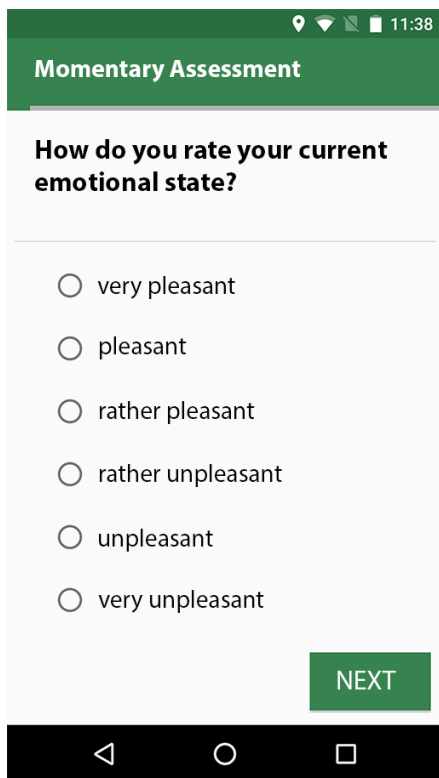 11:38
Momentary Assessment
How do you rate your current
emotional state?
very pleasant
pleasant
rather pleasant
rather unpleasant
unpleasant
very unpleasant
NEXT